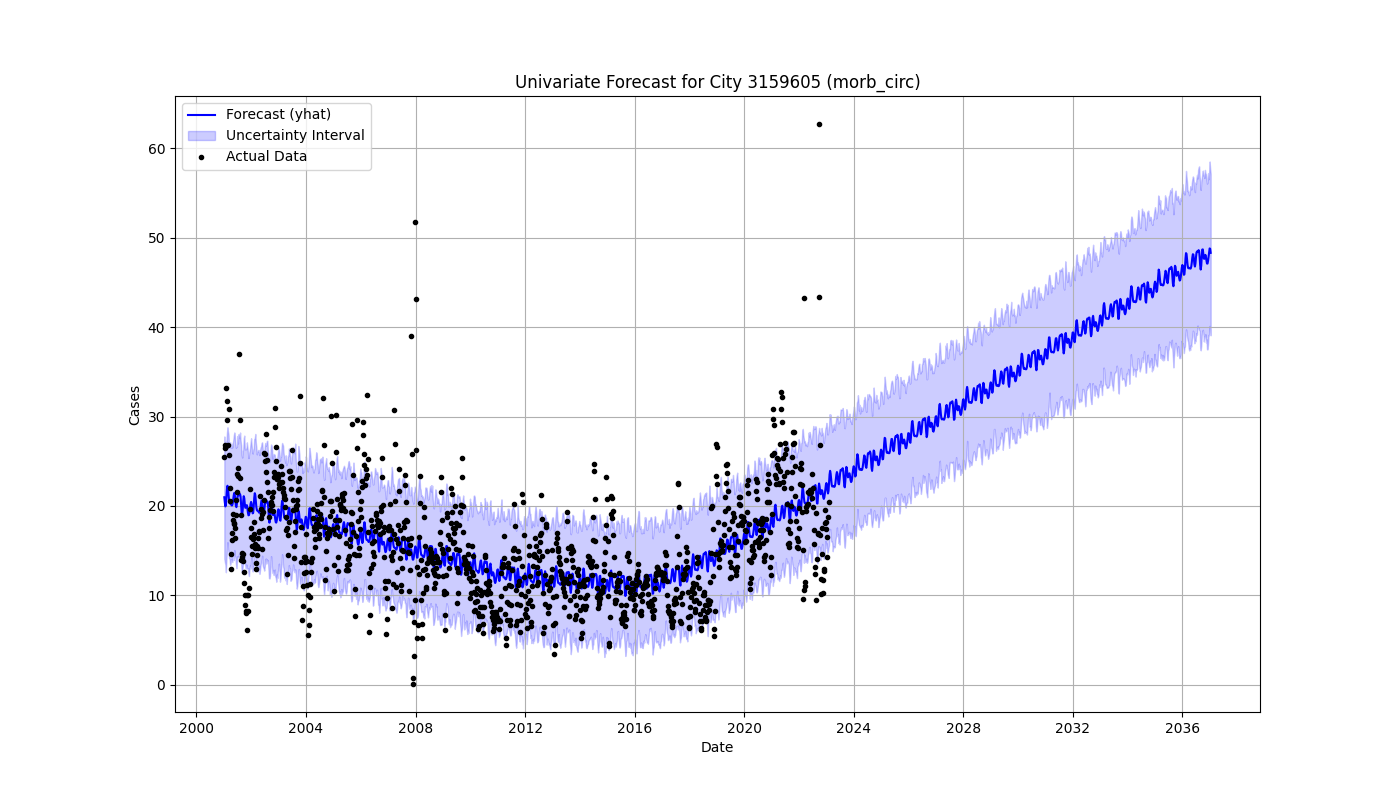 Univariate Forecast for City 3159605 (morb_circ)
Forecast (yhat)
Uncertainty Interval
Actual Data
60
50
40
30
20
10
0
Cases
2000 2004 2008 2012 2016 2020 2024 2028 2032 2036
Date